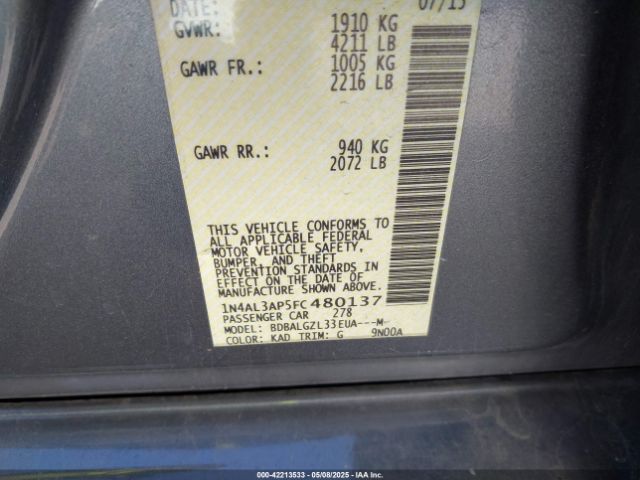 DATE: 07/15
GVWR: 1910 KG
4211 LB
GAWR FR.: 1005 KG
2216 LB
GAWR RR.: 940 KG
2072 LB
THIS VEHICLE CONFORMS TO
ALL APPLICABLE FEDERAL
MOTOR VEHICLE SAFETY,
BUMPER, AND THEFT
PREVENTION STANDARDS IN
EFFECT ON THE DATE OF
MANUFACTURE SHOWN ABOVE.
1N4AL3AP5FC480137
PASSENGER CAR 278
MODEL: BDBALGZL33EUA---M-
COLOR: KAD TRIM: G 9N00A
000-42213533 - 05/08/2025 - IAA Inc.